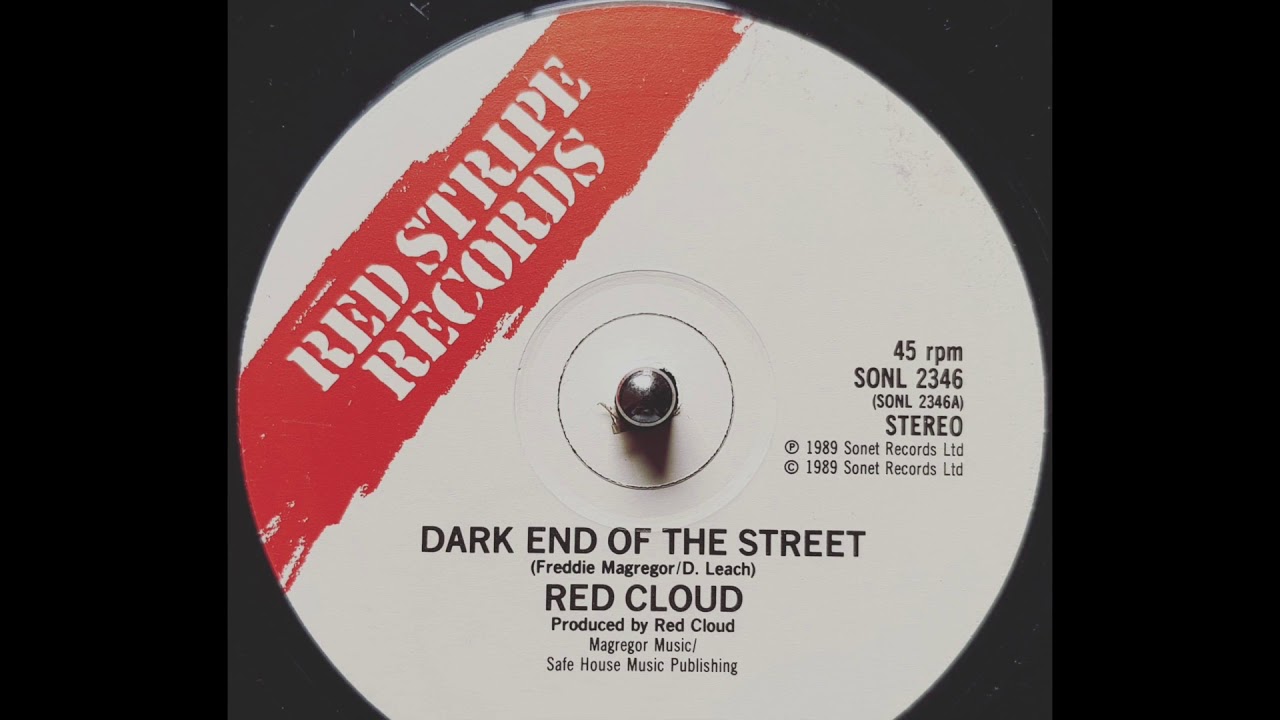 RED STRIPE
RECORDS
45 rpm
SONL 2346
(SONL 2346A)
STEREO
℗ 1989 Sonet Records Ltd
© 1989 Sonet Records Ltd
DARK END OF THE STREET
(Freddie Magregor/D. Leach)
RED CLOUD
Produced by Red Cloud
Magregor Music/
Safe House Music Publishing